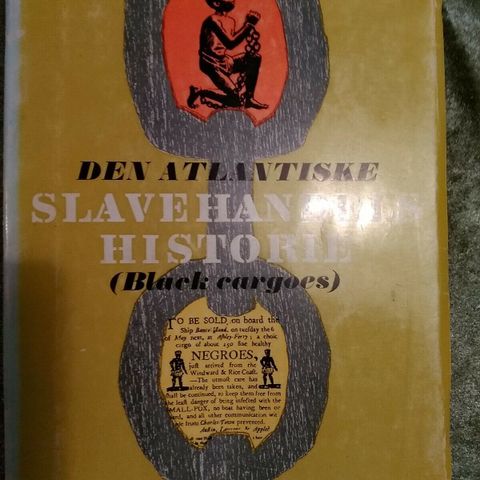 DEN ATLANTISKE
SLAVEHANDELS
HISTORIE
(Black cargoes)
TO BE SOLD on board the
Ship Bance Island, on tuesday the 6
of May next, at Ashley-Ferry; a choice
cargo of about 250 fine healthy
NEGROES,
just arrived from the
Windward & Rice Coast.
—The utmost care has
already been taken, and
shall be continued, to keep them free from
the least danger of being infected with the
SMALL-POX, no boat having been on
board, and all other communication with
people from Charles-Town prevented.
Austin, Laurens & Appleby